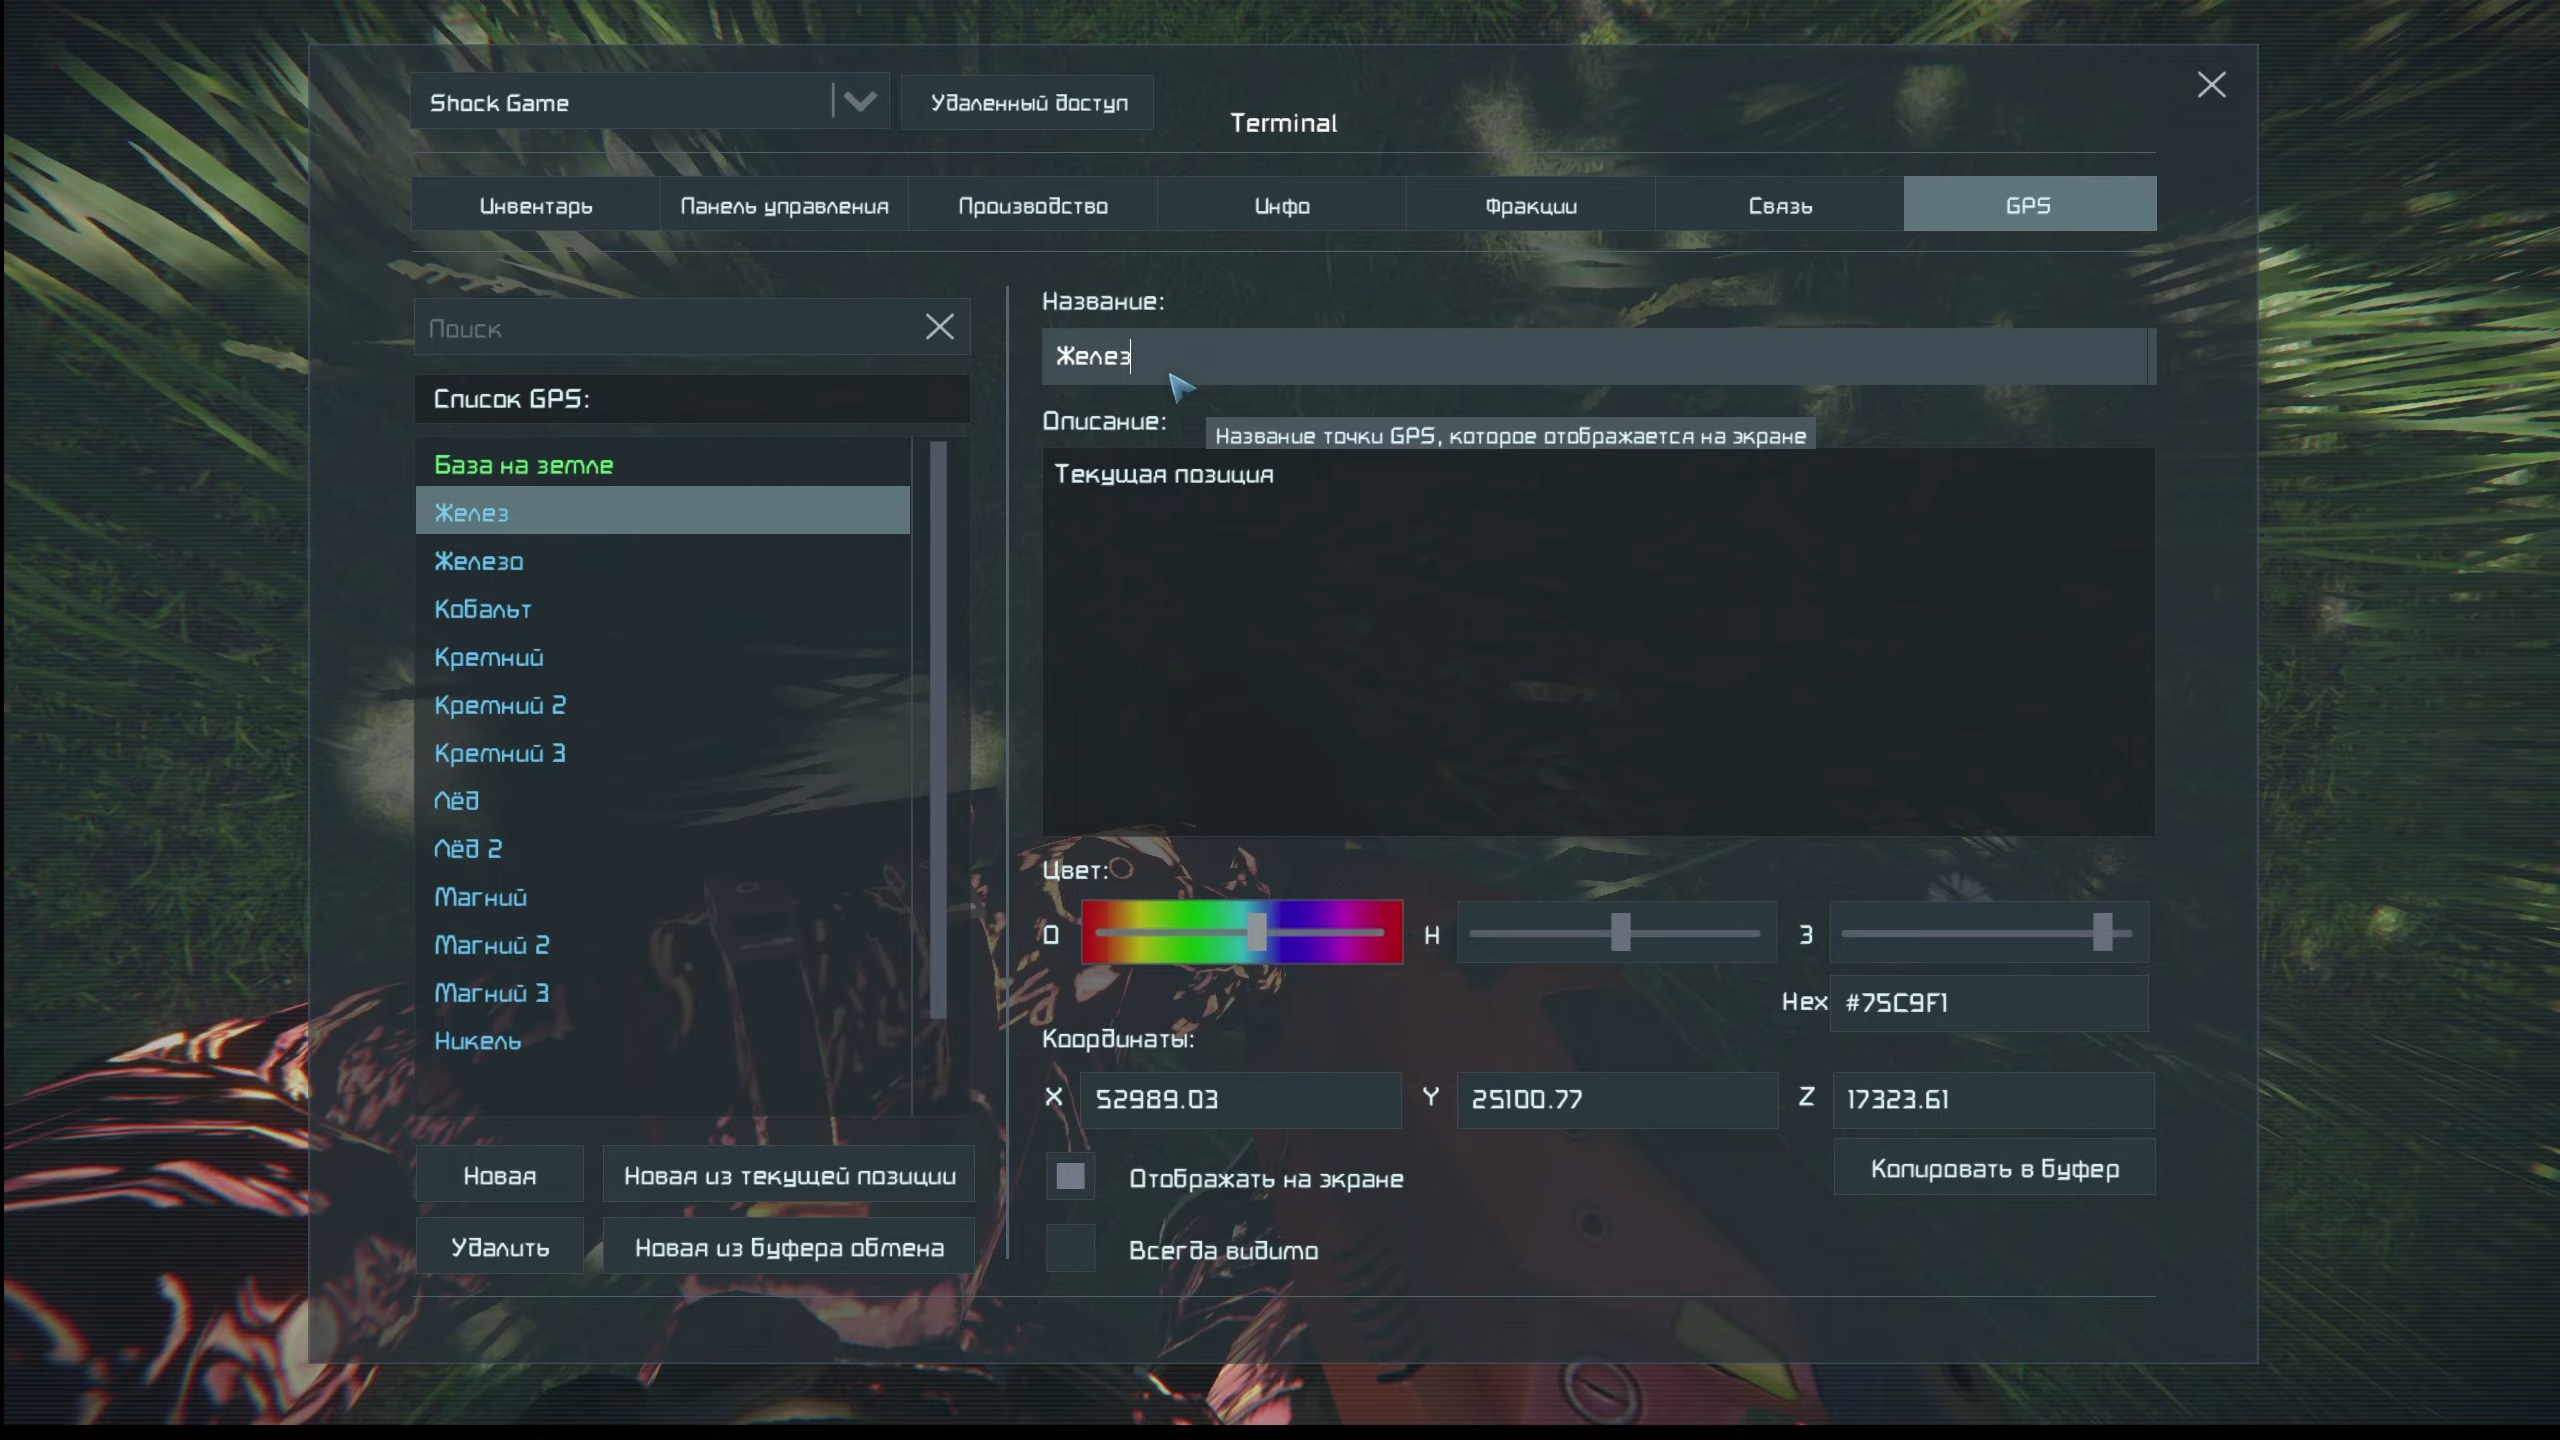 Shock Game
Удаленный доступ
Terminal
Инвентарь
Панель управления
Производство
Инфо
Фракции
Связь
GPS
Поиск
Список GPS:
База на земле
Желез
Железо
Кобальт
Кремний
Кремний 2
Кремний 3
Лёд
Лёд 2
Магний
Магний 2
Магний 3
Никель
Новая
Новая из текущей позиции
Удалить
Новая из буфера обмена
Название:
Желез
Описание:
Название точки GPS, которое отображается на экране
Текущая позиция
Цвет:
О
Н
З
Hex #75C9F1
Координаты:
X 52989.03
Y 25100.77
Z 17323.61
Копировать в буфер
Отображать на экране
Всегда видимо